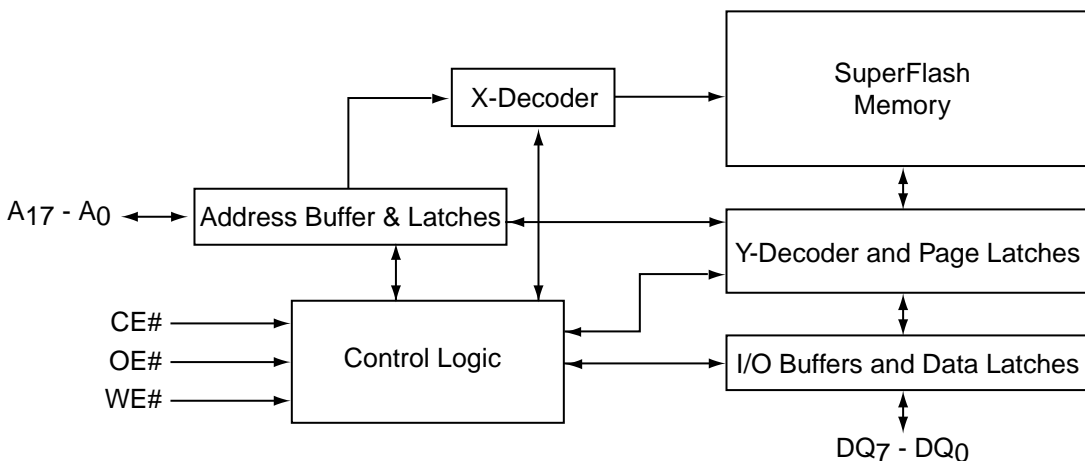 SuperFlash
Memory
X-Decoder
A17 - A0
Address Buffer & Latches
Y-Decoder and Page Latches
CE#
OE#
WE#
Control Logic
I/O Buffers and Data Latches
DQ7 - DQ0